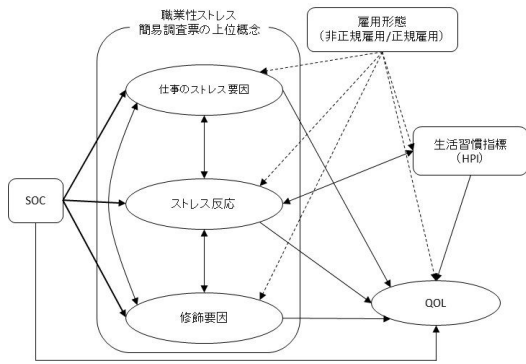 職業性ストレス
簡易調査票の上位概念
雇用形態
（非正規雇用/正規雇用）
仕事のストレス要因
生活習慣指標
（HPI）
SOC
ストレス反応
修飾要因
QOL